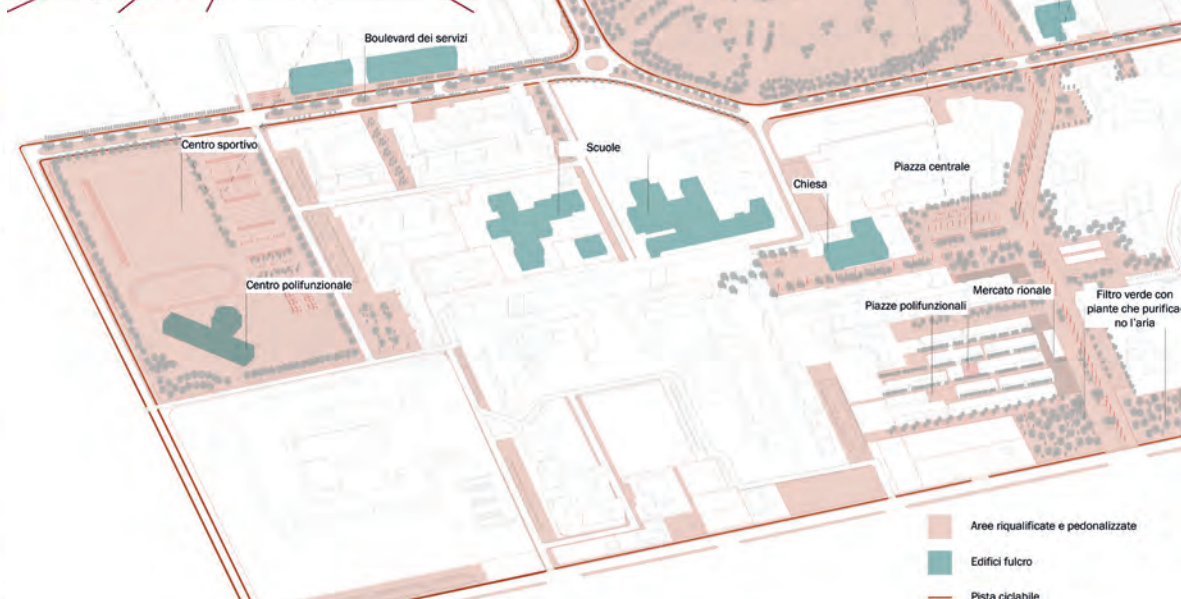 Boulevard dei servizi
Centro sportivo
Scuole
Chiesa
Piazza centrale
Centro polifunzionale
Piazze polifunzionali
Mercato rionale
Filtro verde con
piante che purifica-
no l'aria
Aree riqualificate e pedonalizzate
Edifici fulcro
Pista ciclabile